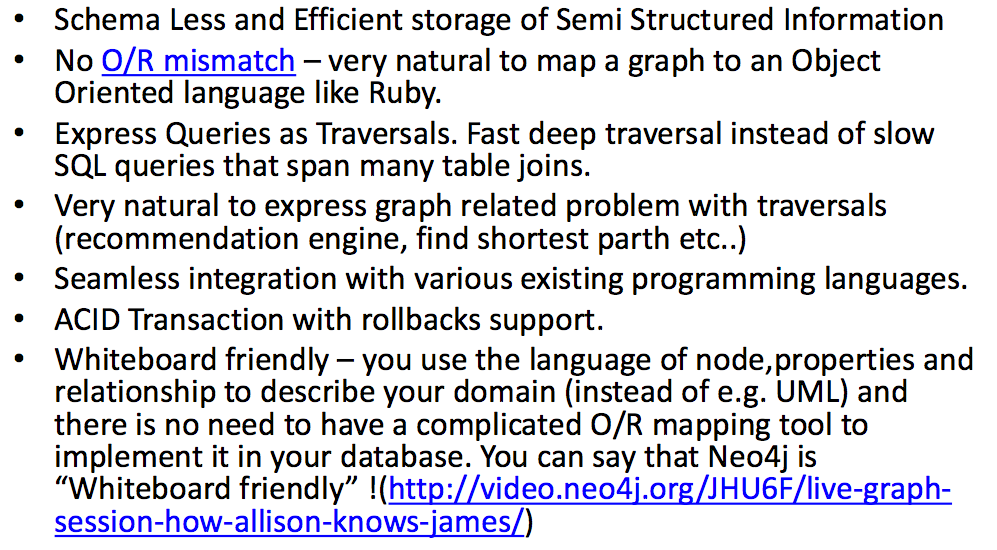 • Schema Less and Efficient storage of Semi Structured Information
• No O/R mismatch – very natural to map a graph to an Object
Oriented language like Ruby.
• Express Queries as Traversals. Fast deep traversal instead of slow
SQL queries that span many table joins.
• Very natural to express graph related problem with traversals
(recommendation engine, find shortest parth etc..)
• Seamless integration with various existing programming languages.
• ACID Transaction with rollbacks support.
• Whiteboard friendly – you use the language of node,properties and
relationship to describe your domain (instead of e.g. UML) and
there is no need to have a complicated O/R mapping tool to
implement it in your database. You can say that Neo4j is
“Whiteboard friendly” !(http://video.neo4j.org/JHU6F/live-graph-
session-how-allison-knows-james/)